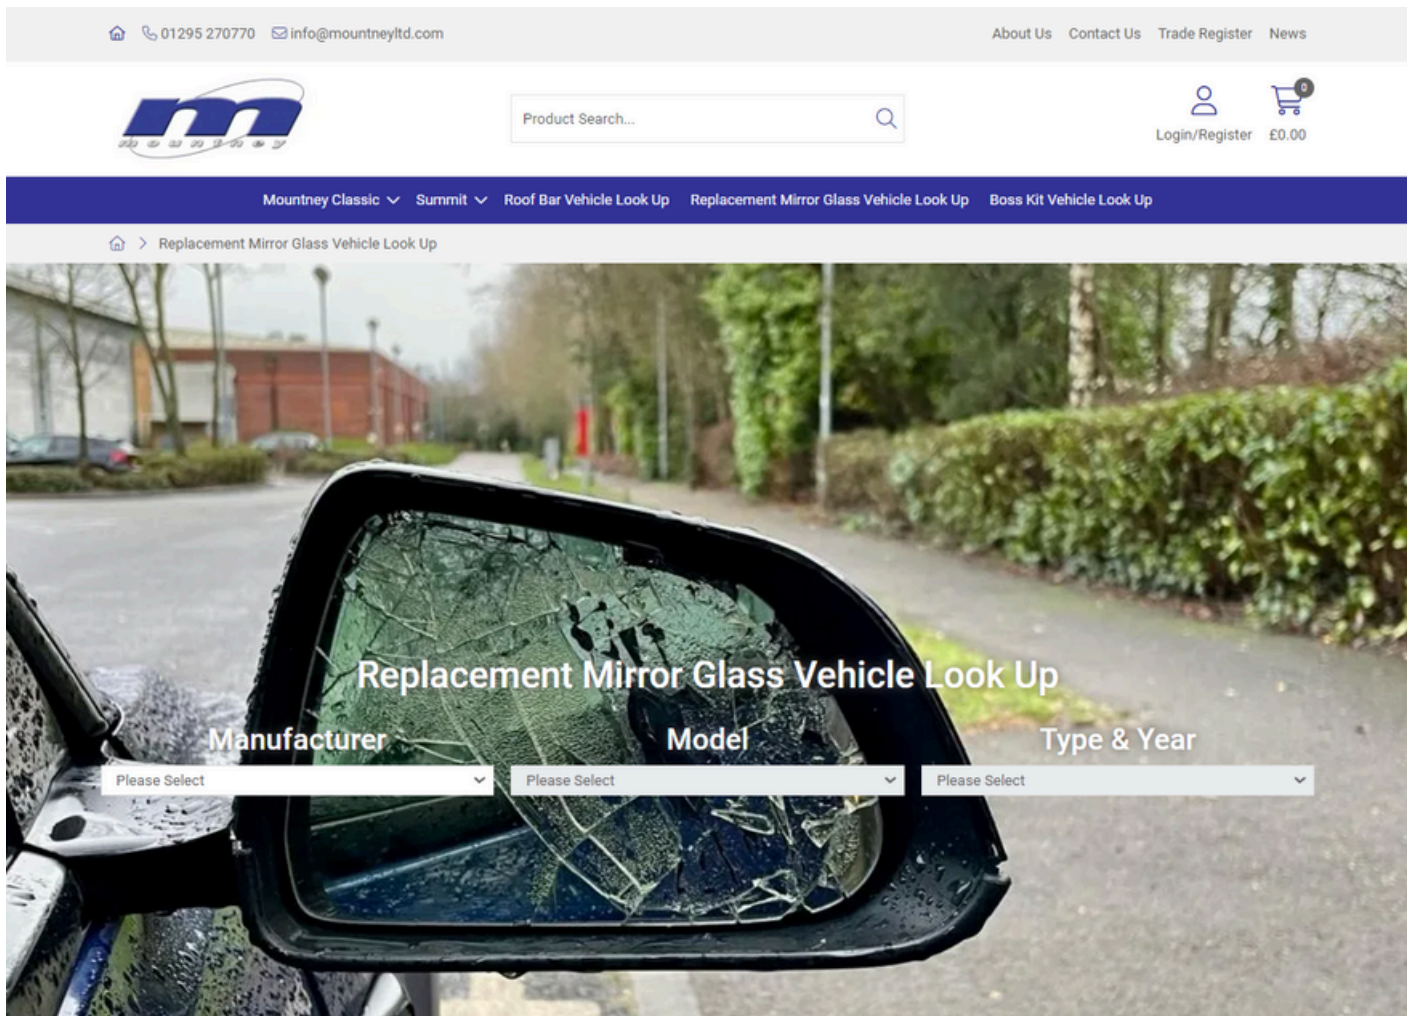 01295 270770 info@mountneyltd.com About Us Contact Us Trade Register News
mountney
Product Search...
0
Login/Register £0.00
Mountney Classic Summit Roof Bar Vehicle Look Up Replacement Mirror Glass Vehicle Look Up Boss Kit Vehicle Look Up
Replacement Mirror Glass Vehicle Look Up
Replacement Mirror Glass Vehicle Look Up
Manufacturer Model Type & Year
Please Select Please Select Please Select